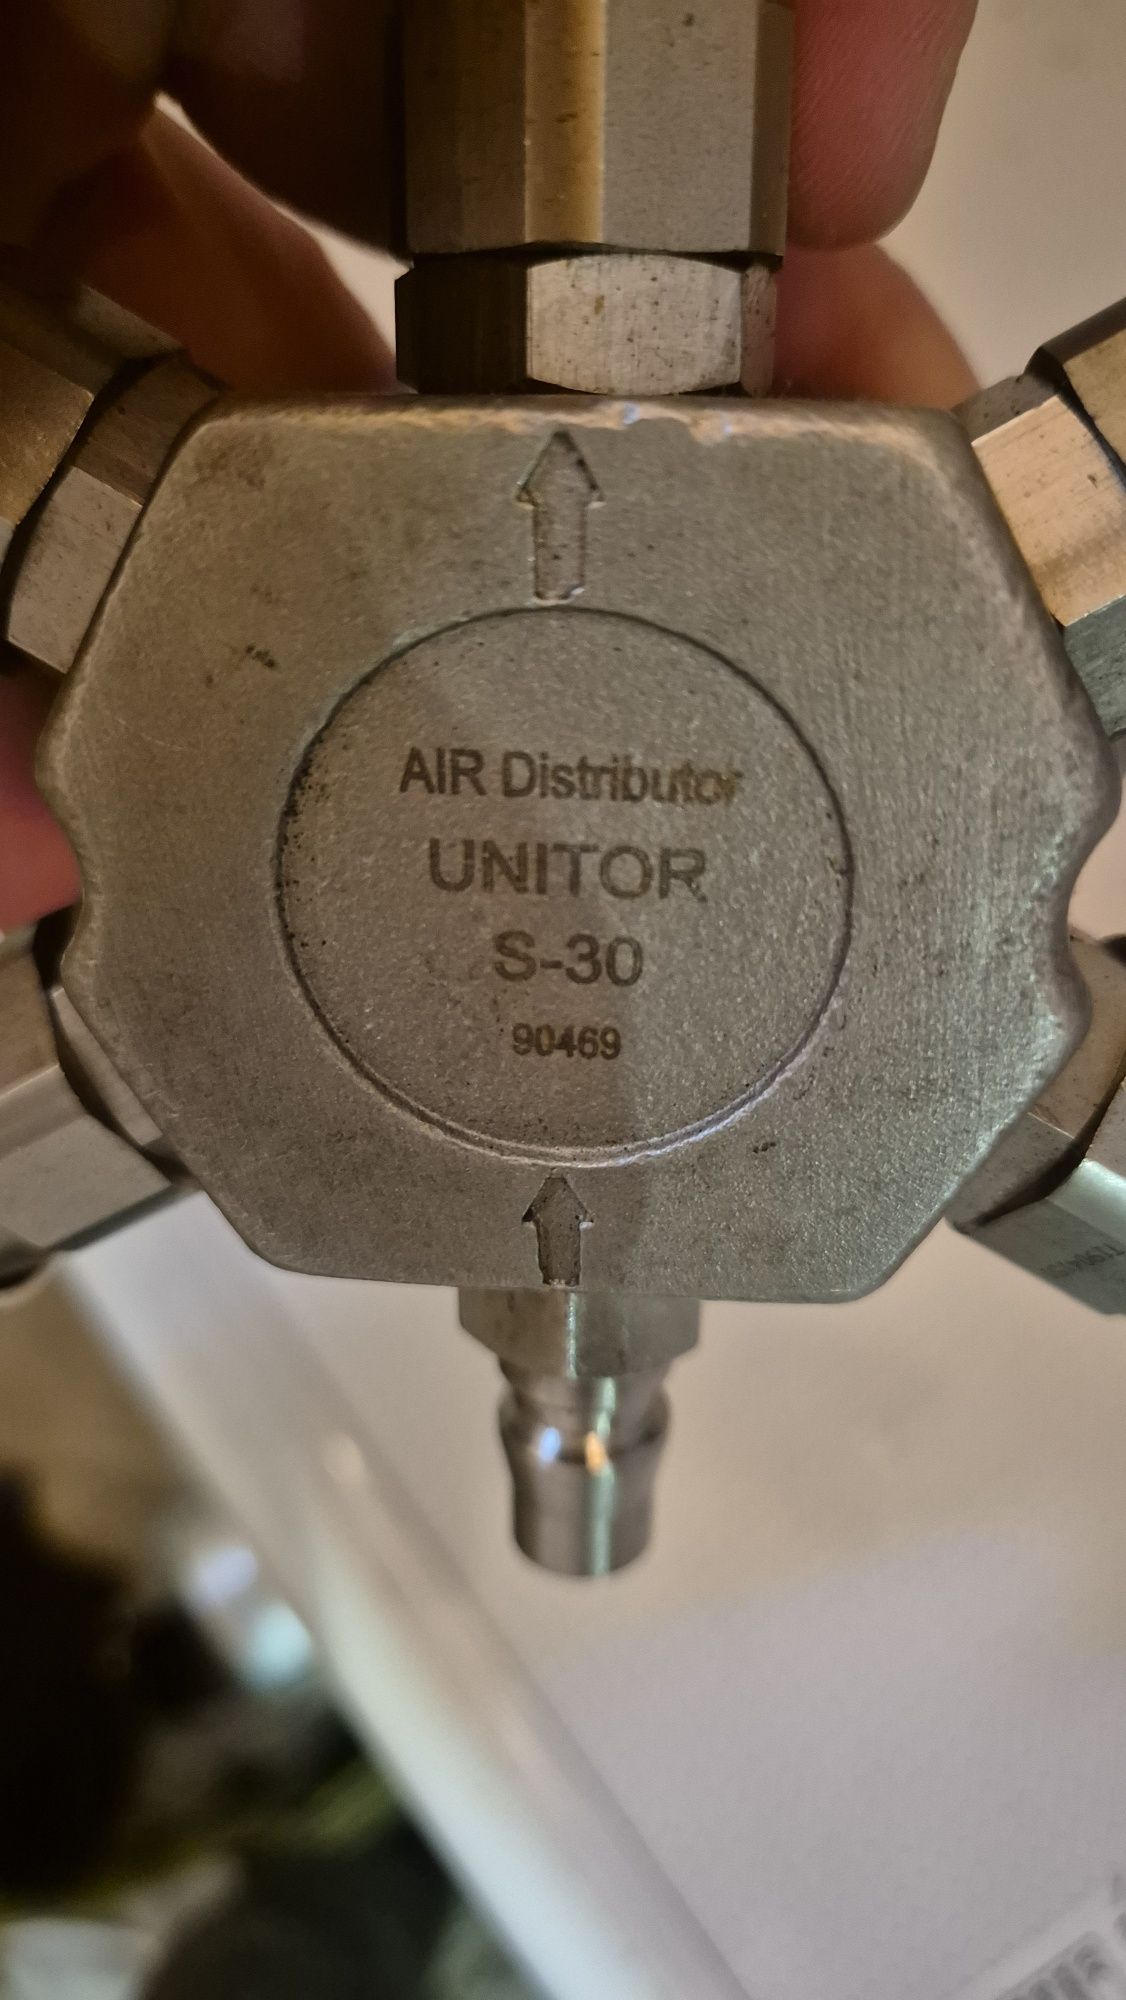 AIR Distributor
UNITOR
S-30
90469